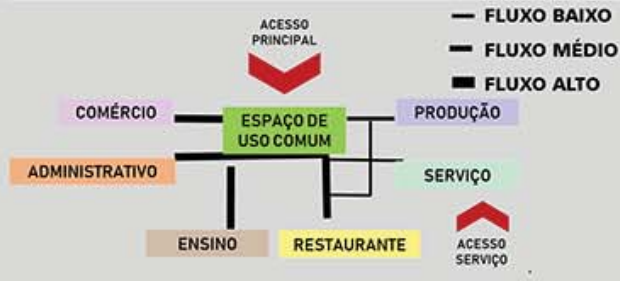 ACESSO
PRINCIPAL
FLUXO BAIXO
FLUXO MÉDIO
FLUXO ALTO
COMÉRCIO
ESPAÇO DE
USO COMUM
PRODUÇÃO
ADMINISTRATIVO
SERVIÇO
ENSINO
RESTAURANTE
ACESSO
SERVIÇO